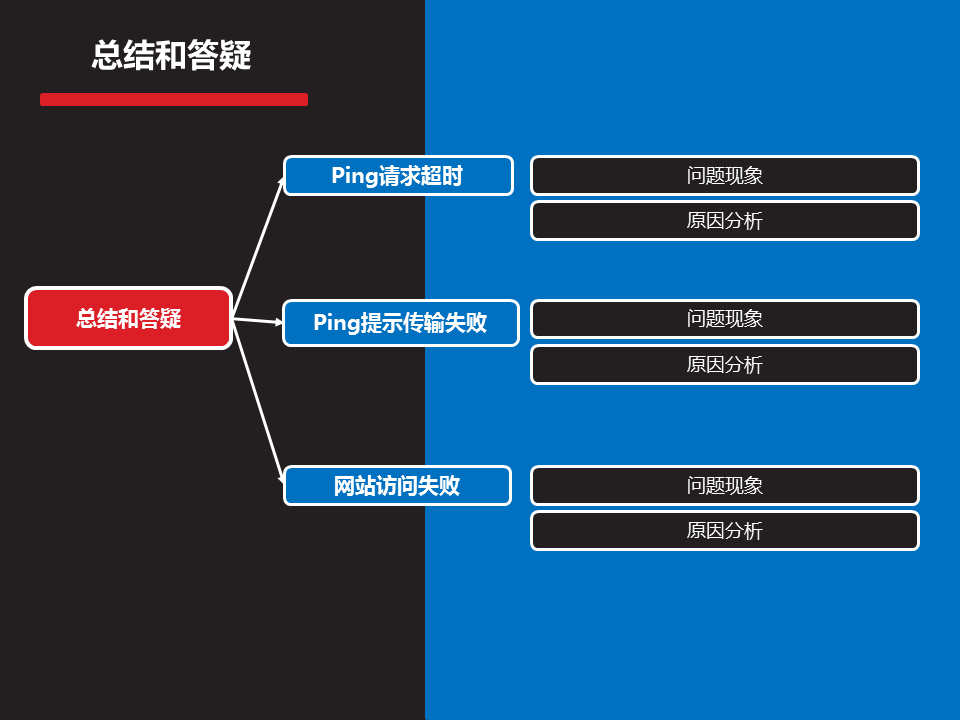 总结和答疑
总结和答疑
Ping请求超时
问题现象
原因分析
Ping提示传输失败
问题现象
原因分析
网站访问失败
问题现象
原因分析